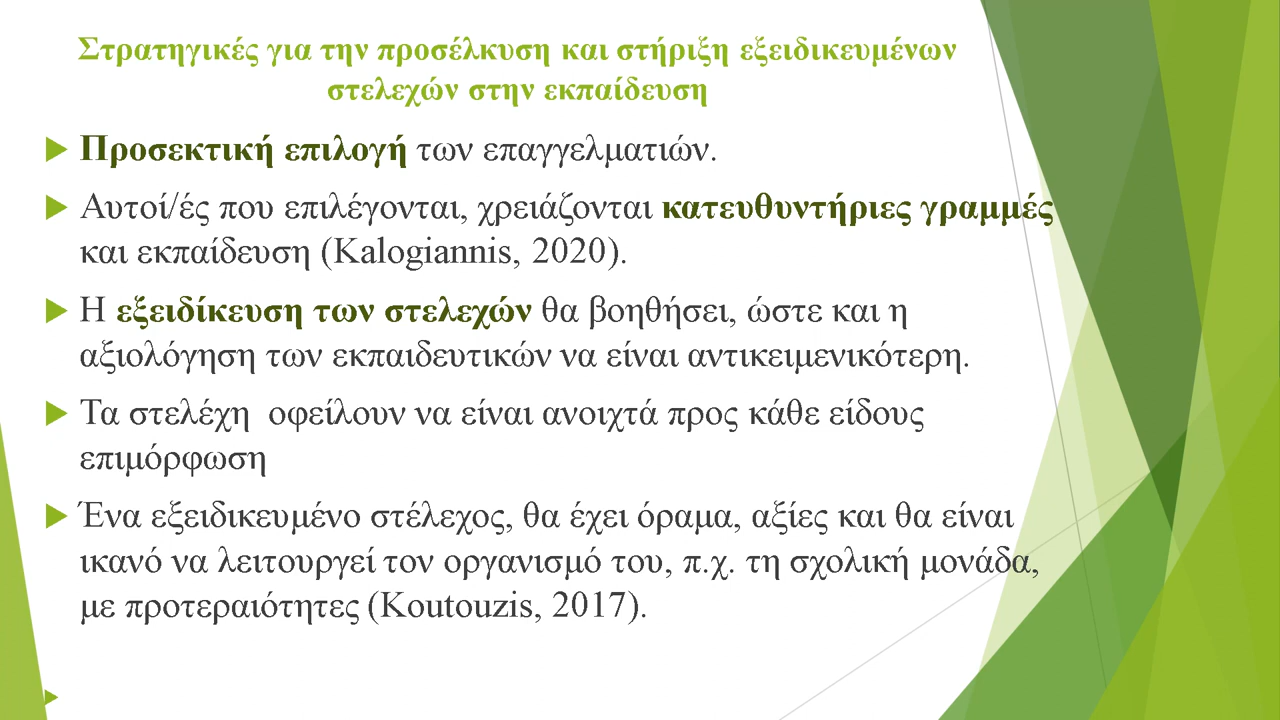 Στρατηγικές για την προσέλκυση και στήριξη εξειδικευμένων
στελεχών στην εκπαίδευση
Προσεκτική επιλογή των επαγγελματιών.
Αυτοί/ές που επιλέγονται, χρειάζονται κατευθυντήριες γραμμές
και εκπαίδευση (Kalogiannis, 2020).
Η εξειδίκευση των στελεχών θα βοηθήσει, ώστε και η
αξιολόγηση των εκπαιδευτικών να είναι αντικειμενικότερη.
Τα στελέχη οφείλουν να είναι ανοιχτά προς κάθε είδους
επιμόρφωση
Ένα εξειδικευμένο στέλεχος, θα έχει όραμα, αξίες και θα είναι
ικανό να λειτουργεί τον οργανισμό του, π.χ. τη σχολική μονάδα,
με προτεραιότητες (Koutouzis, 2017).